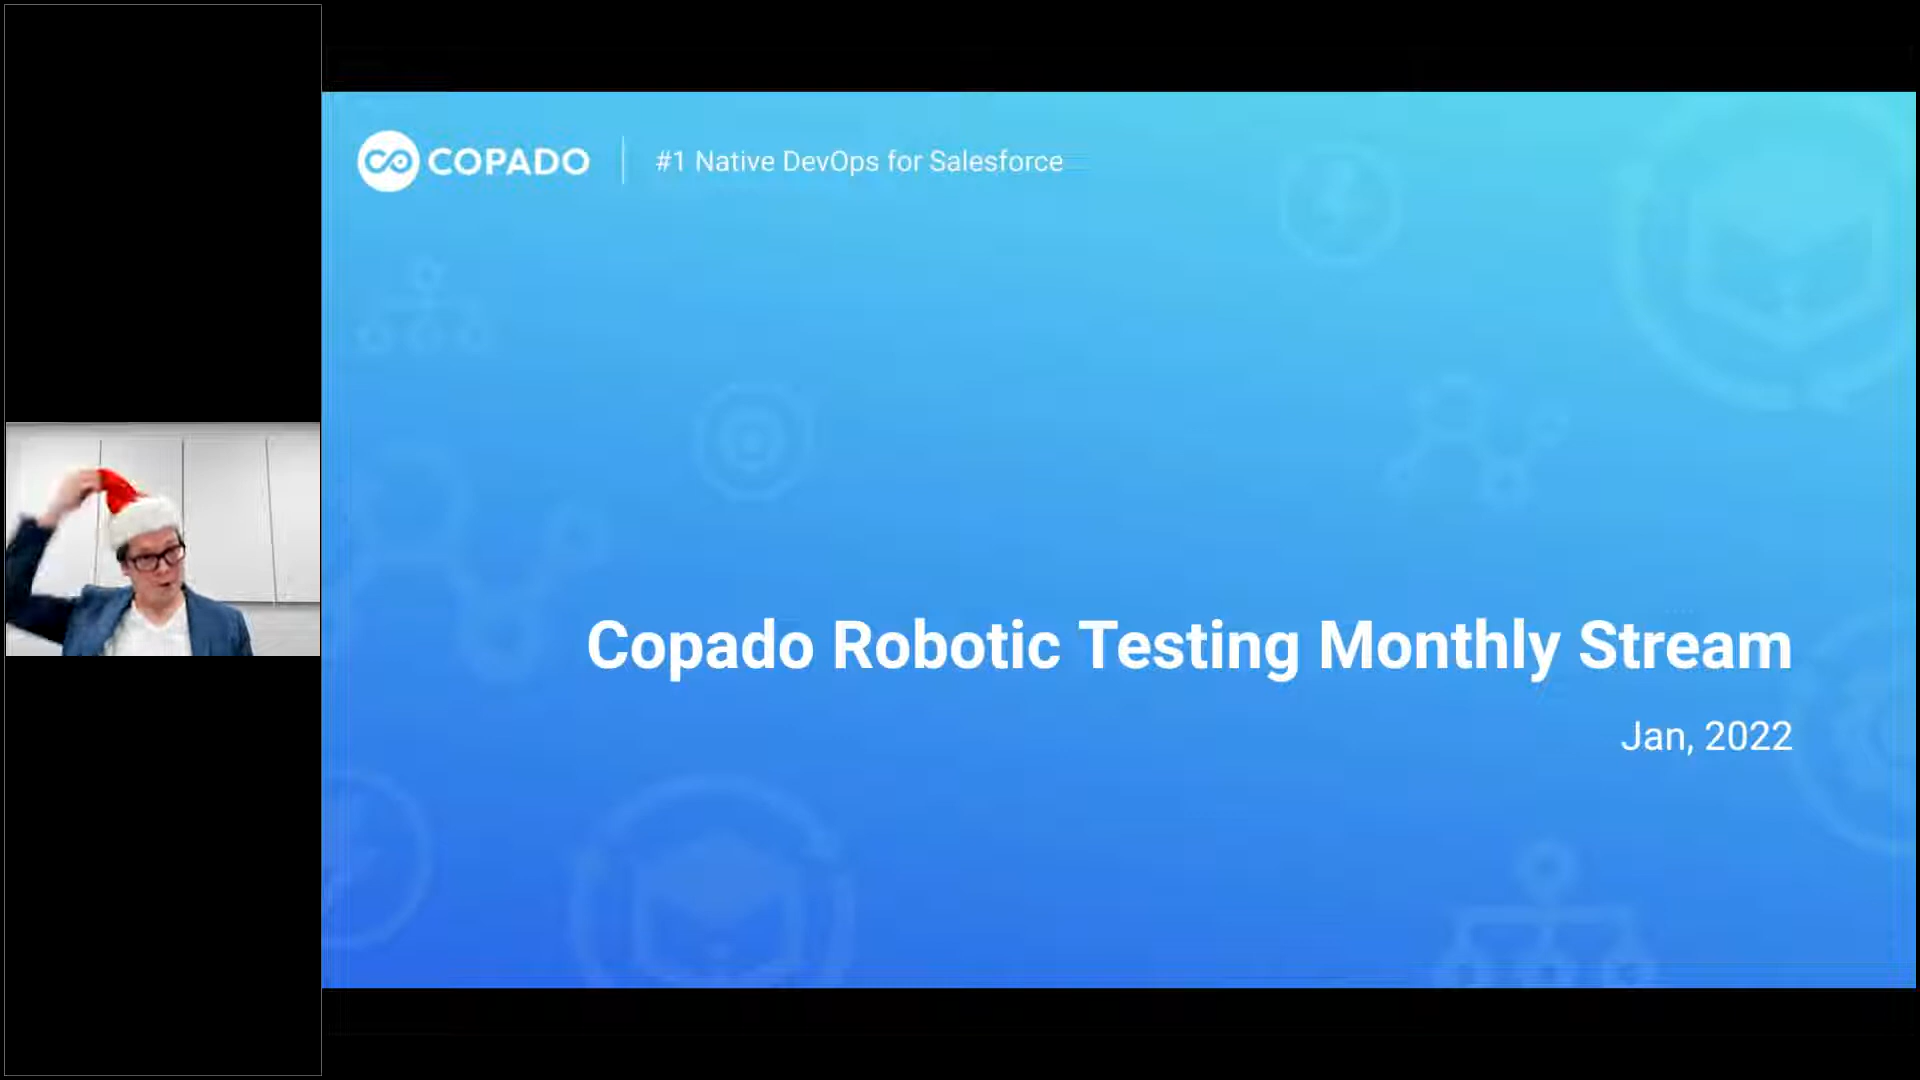 COPADO
#1 Native DevOps for Salesforce
Copado Robotic Testing Monthly Stream
Jan, 2022